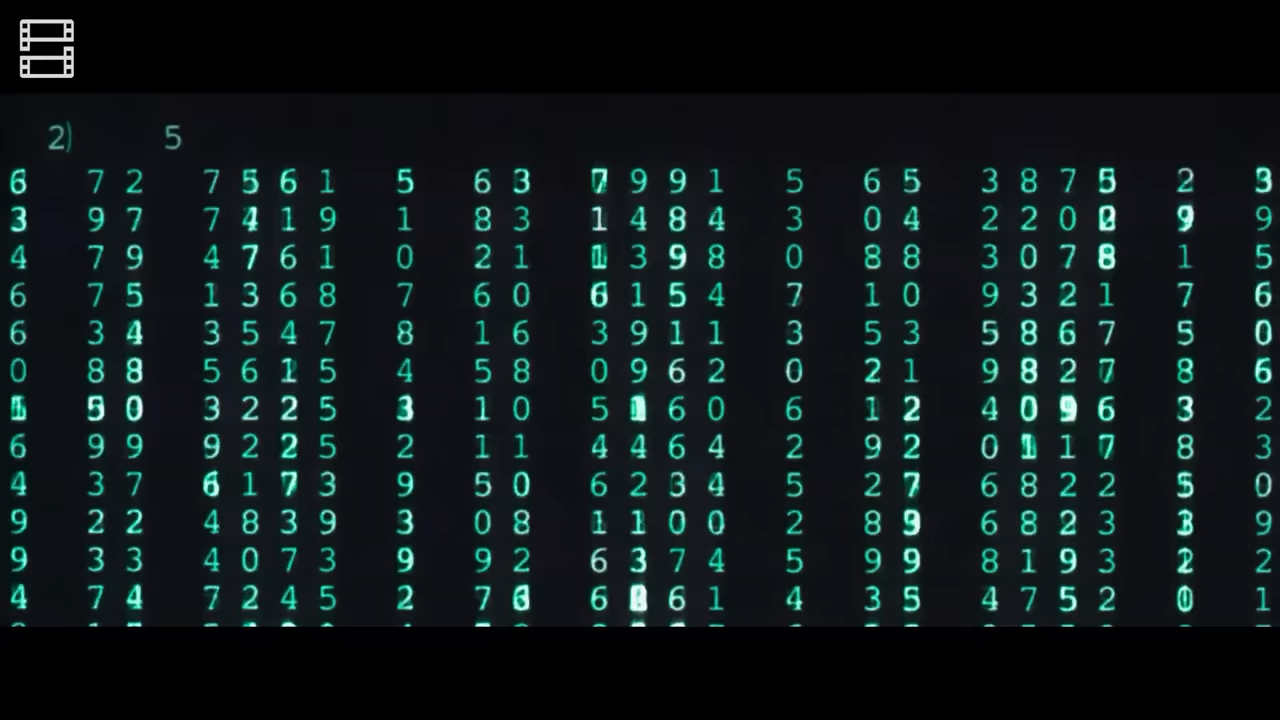 2) 5
6 7 2 7 5 6 1 5 6 3 7 9 9 1 5 6 5 3 8 7 5 2 3
3 9 7 7 4 1 9 1 8 3 1 4 8 4 3 0 4 2 2 0 9 9
4 7 9 4 7 6 1 0 2 1 3 9 8 0 8 8 3 0 7 8 1 5
6 7 5 1 3 6 8 7 6 0 6 1 5 4 7 1 0 9 3 2 1 7 6
6 3 4 3 5 4 7 8 1 6 3 9 1 1 3 5 3 5 8 6 7 5 0
0 8 8 5 6 1 5 4 5 8 0 9 6 2 0 2 1 9 8 2 7 8 6
5 0 3 2 2 5 3 1 0 5 6 0 6 1 2 4 0 9 6 3 2
6 9 9 9 2 2 5 2 1 1 4 4 6 4 2 9 2 0 1 1 7 8 3
4 3 7 6 1 7 3 9 5 0 6 2 3 4 5 2 7 6 8 2 2 5 0
9 2 2 4 8 3 9 3 0 8 1 1 0 0 2 8 9 6 8 2 3 3 9
9 3 3 4 0 7 3 9 9 2 6 3 7 4 5 9 9 8 1 9 3 2 2
4 7 4 7 2 4 5 2 7 6 6 1 4 3 5 4 7 5 2 0 1